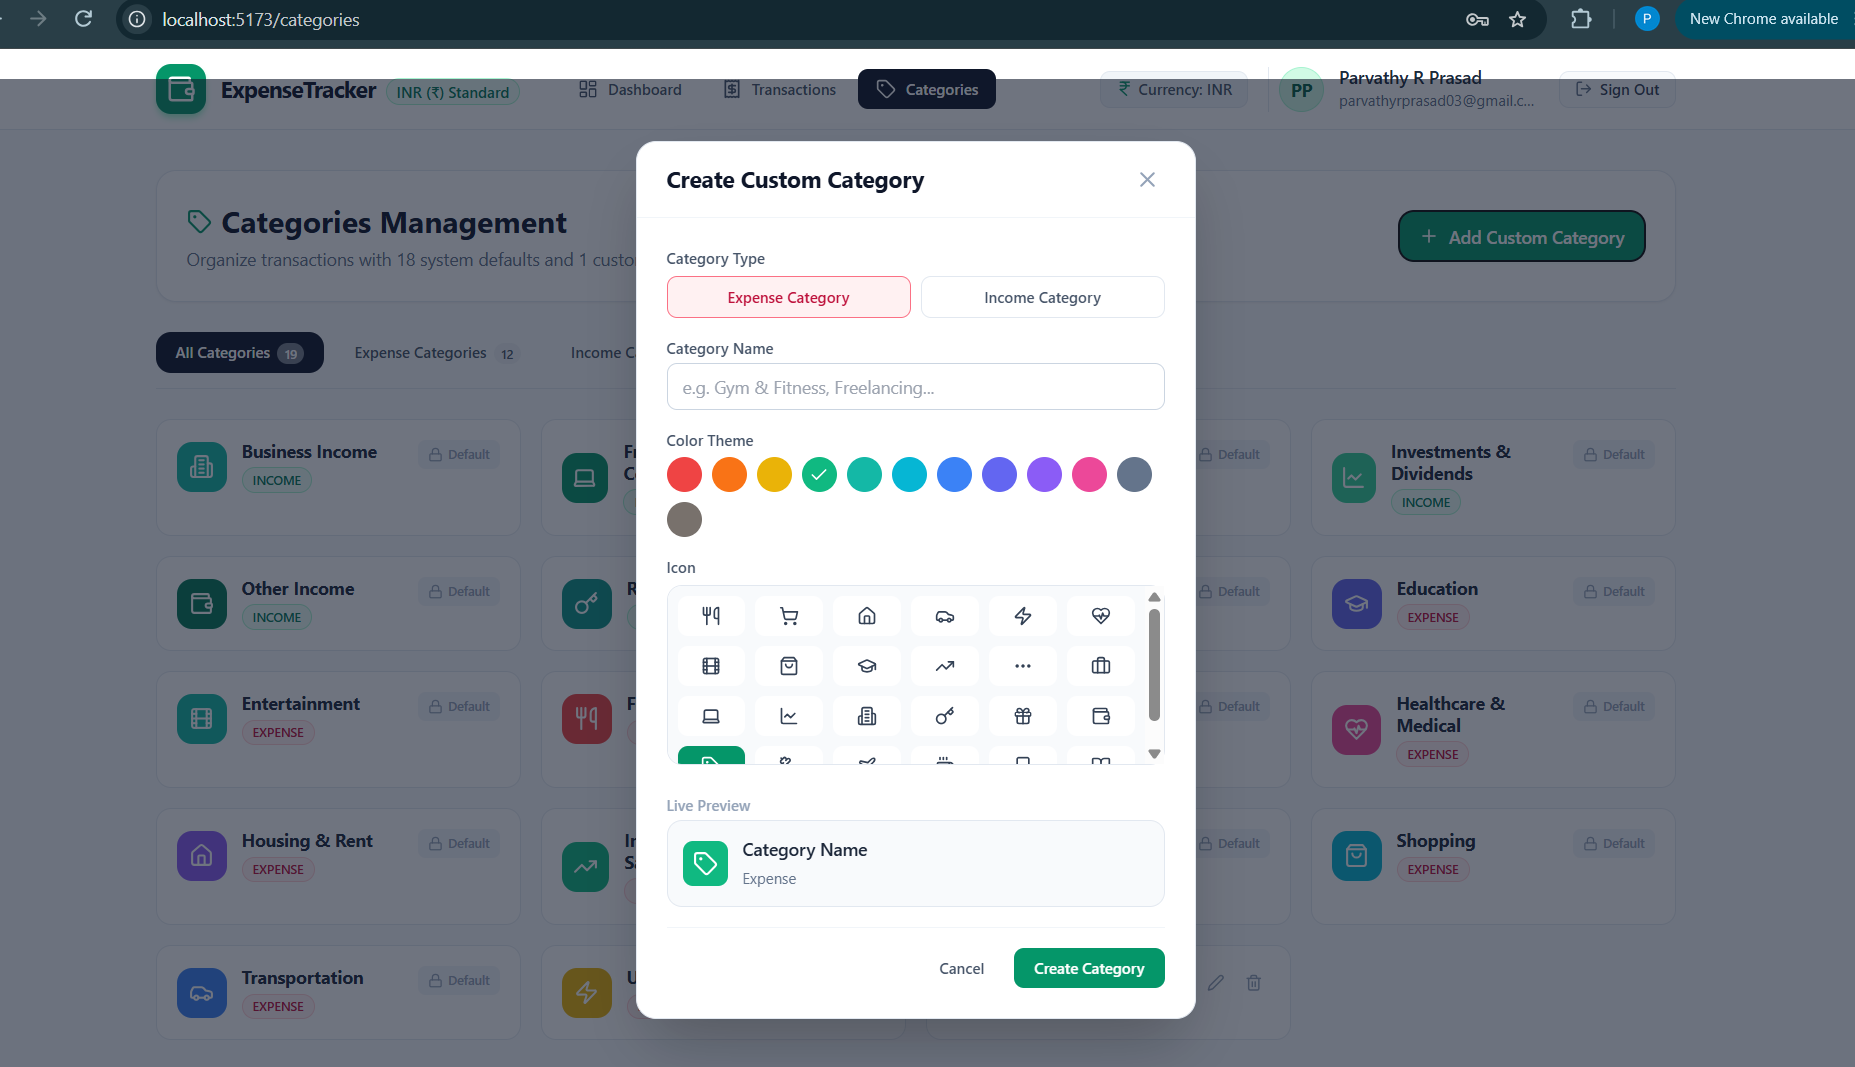 localhost:5173/categories
P
New Chrome available
ExpenseTracker
INR (₹) Standard
Dashboard
Transactions
Categories
₹ Currency: INR
PP
Parvathy R Prasad
parvathyrprasad03@gmail.c...
Sign Out
Categories Management
Organize transactions with 18 system defaults and 1 custo
+ Add Custom Category
All Categories 19
Expense Categories 12
Income C
Business Income
INCOME
Default
Default
Investments &
Dividends
INCOME
Default
Other Income
INCOME
Default
Default
Education
EXPENSE
Default
Entertainment
EXPENSE
Default
Default
Healthcare &
Medical
EXPENSE
Default
Housing & Rent
EXPENSE
Default
Default
Shopping
EXPENSE
Default
Transportation
EXPENSE
Default
Create Custom Category
Category Type
Expense Category
Income Category
Category Name
e.g. Gym & Fitness, Freelancing...
Color Theme
Icon
Live Preview
Category Name
Expense
Cancel
Create Category